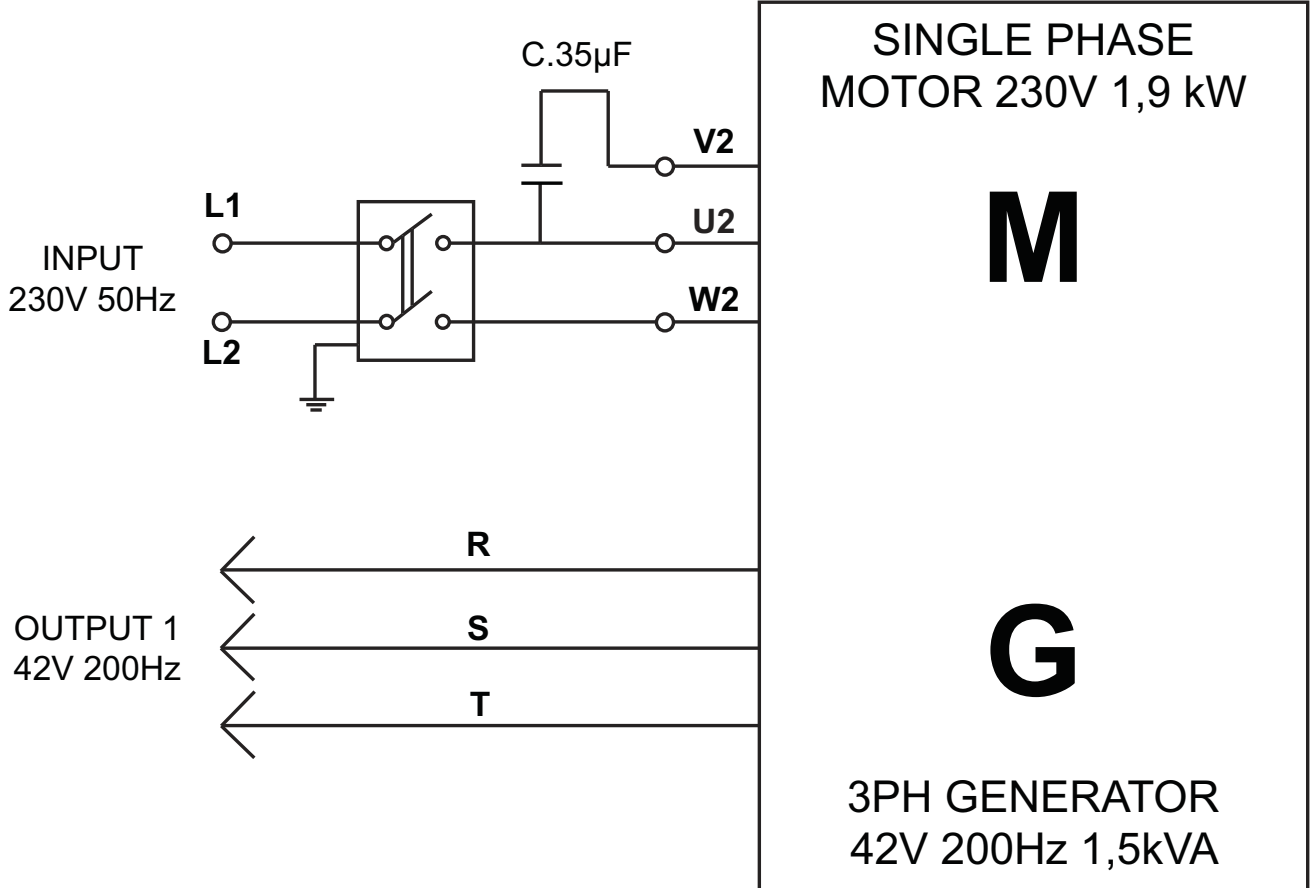 SINGLE PHASE
MOTOR 230V 1,9 kW
C.35µF
V2
L1
U2
M
INPUT
230V 50Hz
W2
L2
R
OUTPUT 1
42V 200Hz
S
G
T
3PH GENERATOR
42V 200Hz 1,5kVA